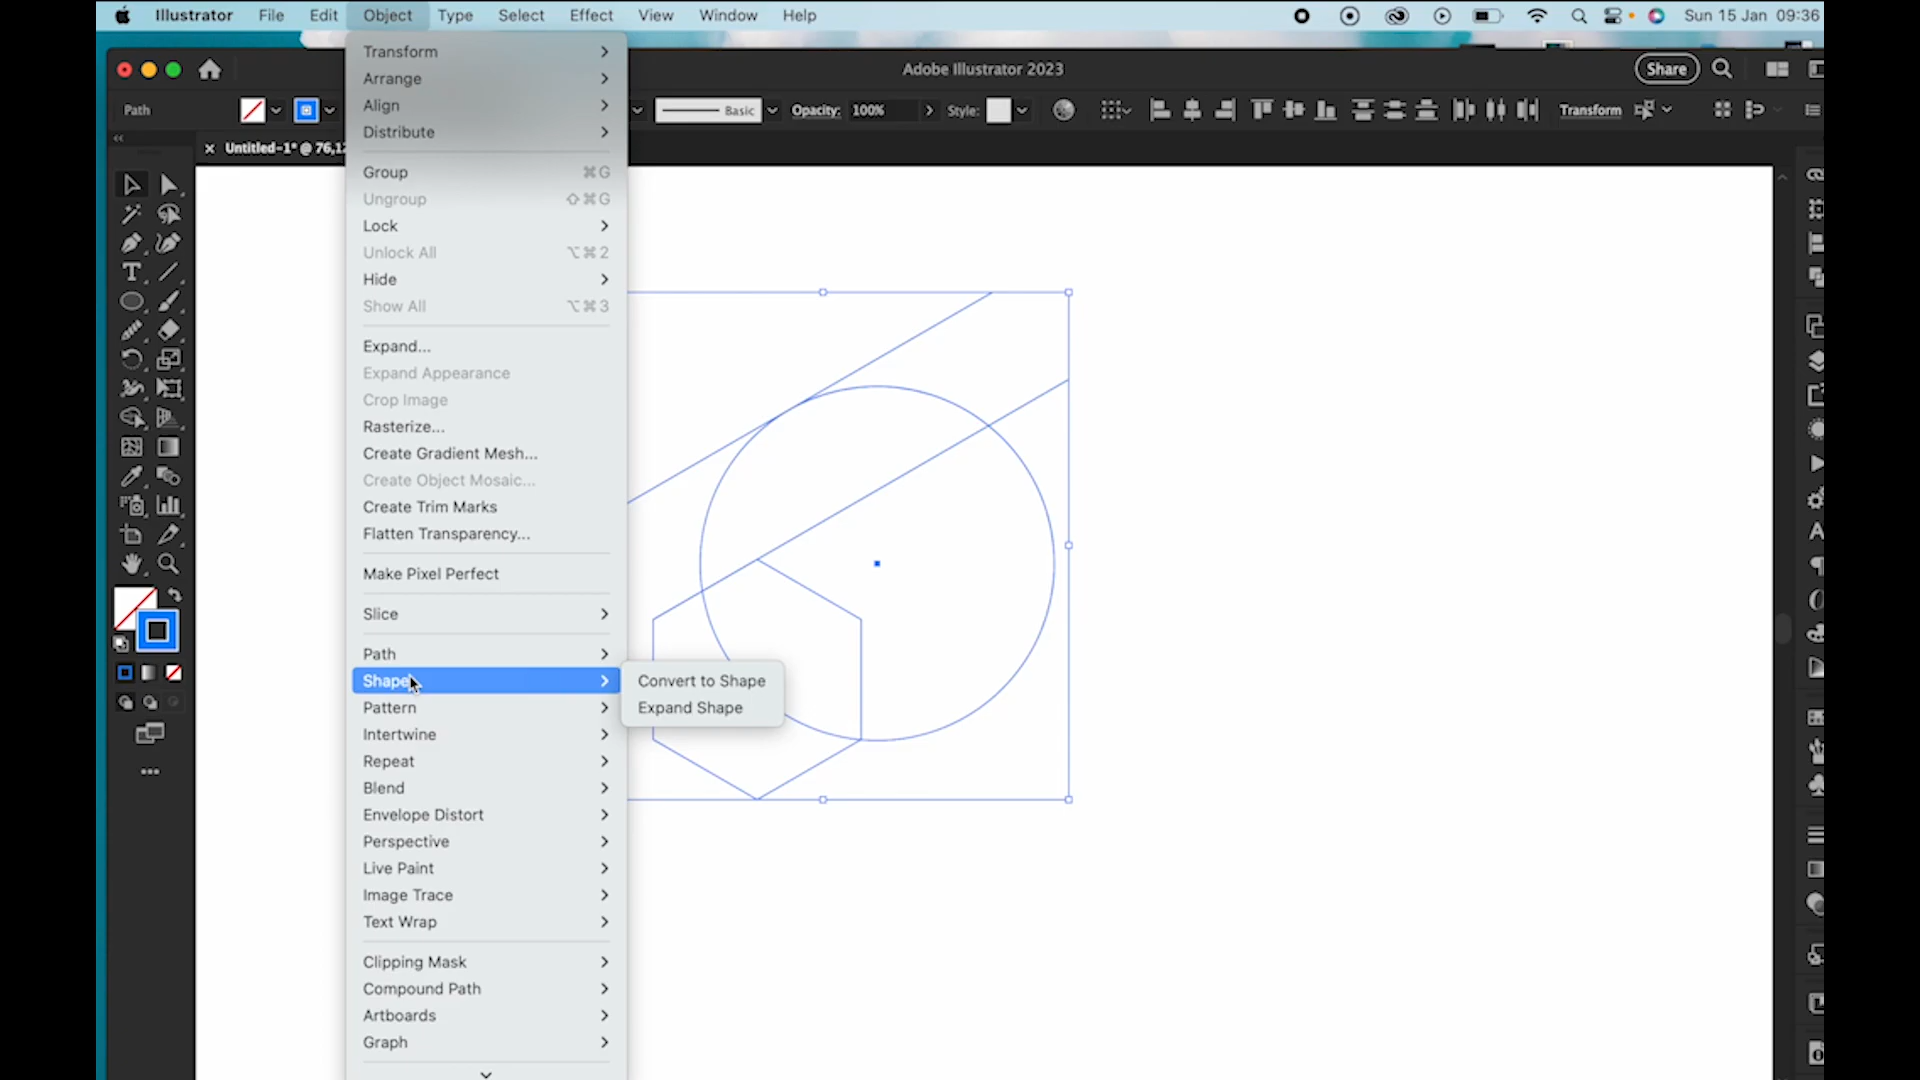 Illustrator File Edit Object Type Select Effect View Window Help Sun 15 Jan 09:36
Adobe Illustrator 2023 Share
Path Basic Opacity: 100% Style: Transform
Untitled-1* @ 76,12
Transform
Arrange
Align
Distribute
Group ⌘G
Ungroup ⇧⌘G
Lock
Unlock All ⌥⌘2
Hide
Show All ⌥⌘3
Expand...
Expand Appearance
Crop Image
Rasterize...
Create Gradient Mesh...
Create Object Mosaic...
Create Trim Marks
Flatten Transparency...
Make Pixel Perfect
Slice
Path
Shape
Convert to Shape
Expand Shape
Pattern
Intertwine
Repeat
Blend
Envelope Distort
Perspective
Live Paint
Image Trace
Text Wrap
Clipping Mask
Compound Path
Artboards
Graph